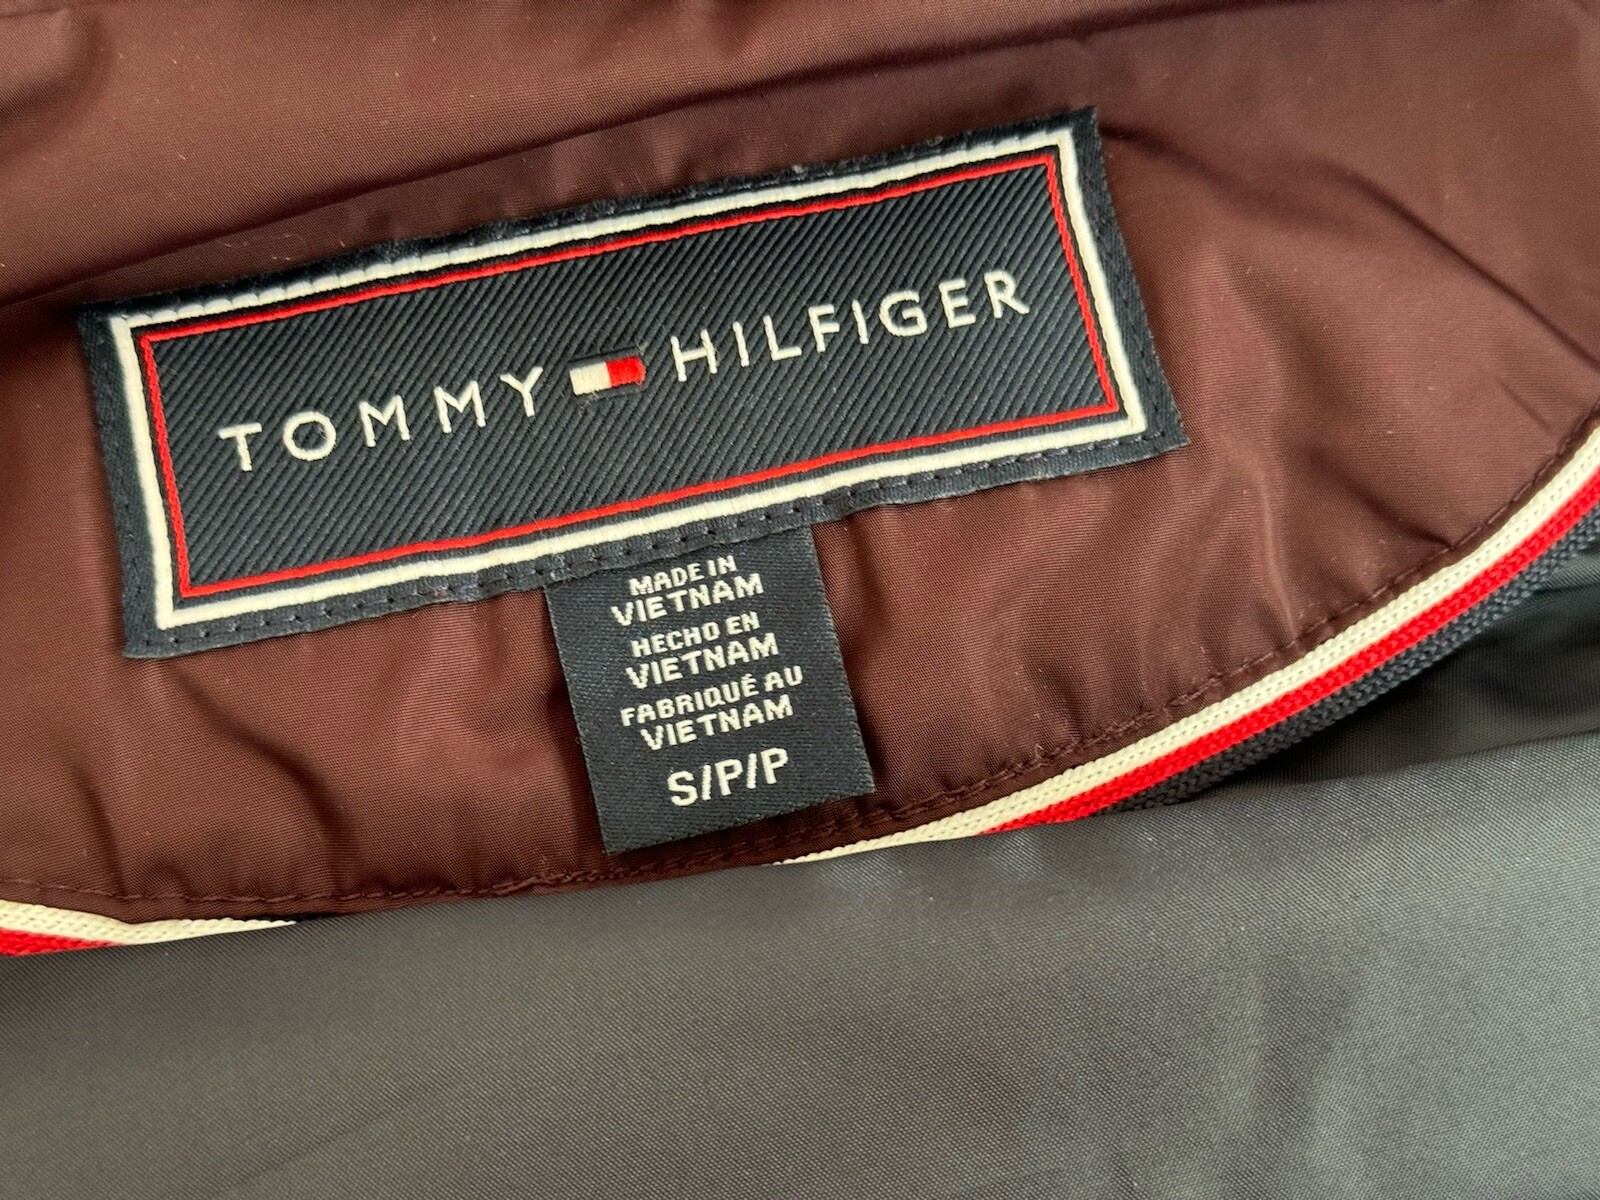 TOMMY HILFIGER
MADE IN
VIETNAM
HECHO EN
VIETNAM
FABRIQUÉ AU
VIETNAM
S/P/P